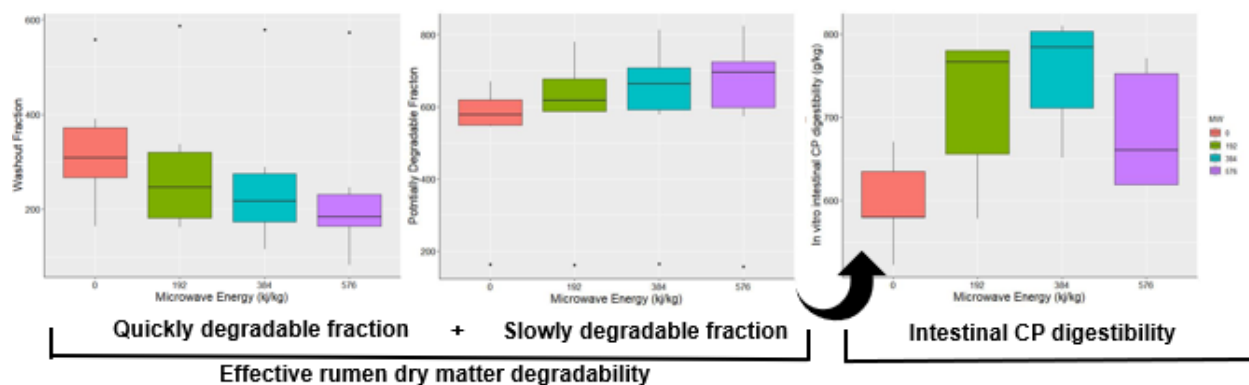 Washout Fraction
600
400
200
0
192
384
576
Microwave Energy (kj/kg)
Potntially Degradable Fraction
800
600
400
200
0
192
384
576
Microwave Energy (kj/kg)
In vitro intestinal CP digestibility (g/kg)
800
700
600
0
192
384
576
Microwave Energy (kj/kg)
MW
0
192
384
576
Quickly degradable fraction + Slowly degradable fraction
Intestinal CP digestibility
Effective rumen dry matter degradability